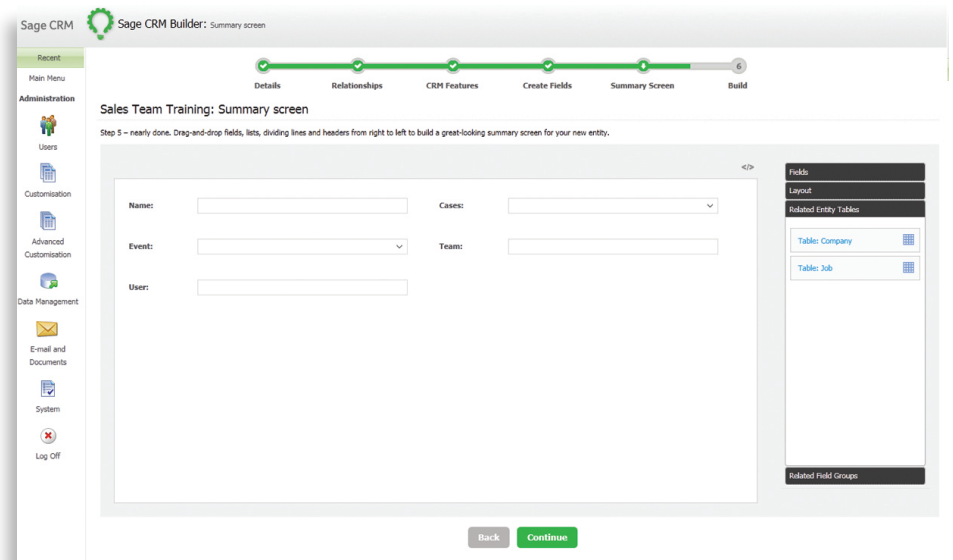 Sage CRM
Sage CRM Builder: Summary screen
Recent
Main Menu
Administration
Users
Customisation
Advanced
Customisation
Data Management
E-mail and
Documents
System
Log Off
6
Details Relationships CRM Features Create Fields Summary Screen Build
Sales Team Training: Summary screen
Step 5 – nearly done. Drag-and-drop fields, lists, dividing lines and headers from right to left to build a great-looking summary screen for your new entity.
</>
Name: Cases:
Event: Team:
User:
Fields
Layout
Related Entity Tables
Table: Company
Table: Job
Related Field Groups
Back Continue